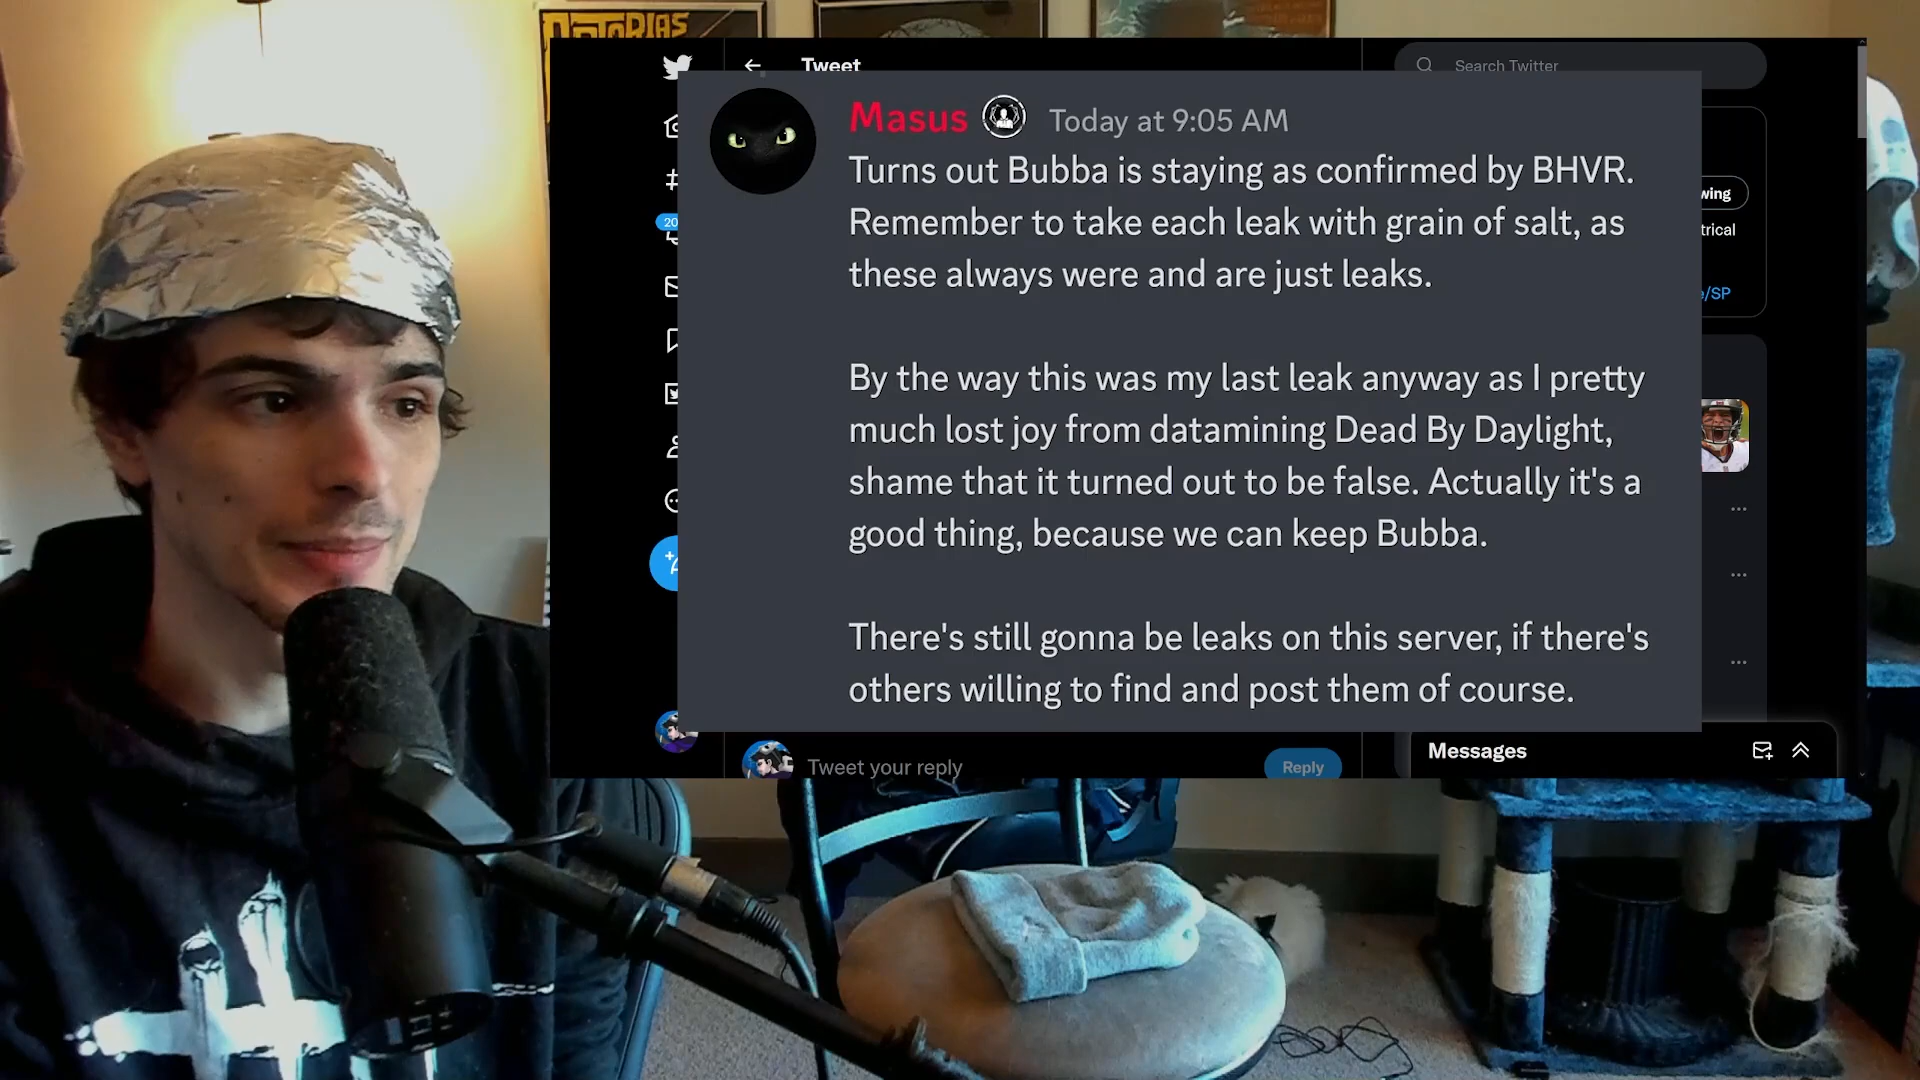 Tweet
Search Twitter
Masus Today at 9:05 AM
Turns out Bubba is staying as confirmed by BHVR.
Remember to take each leak with grain of salt, as
these always were and are just leaks.
By the way this was my last leak anyway as I pretty
much lost joy from datamining Dead By Daylight,
shame that it turned out to be false. Actually it's a
good thing, because we can keep Bubba.
There's still gonna be leaks on this server, if there's
others willing to find and post them of course.
wing
trical
e/SP
20
Messages
Tweet your reply
Reply